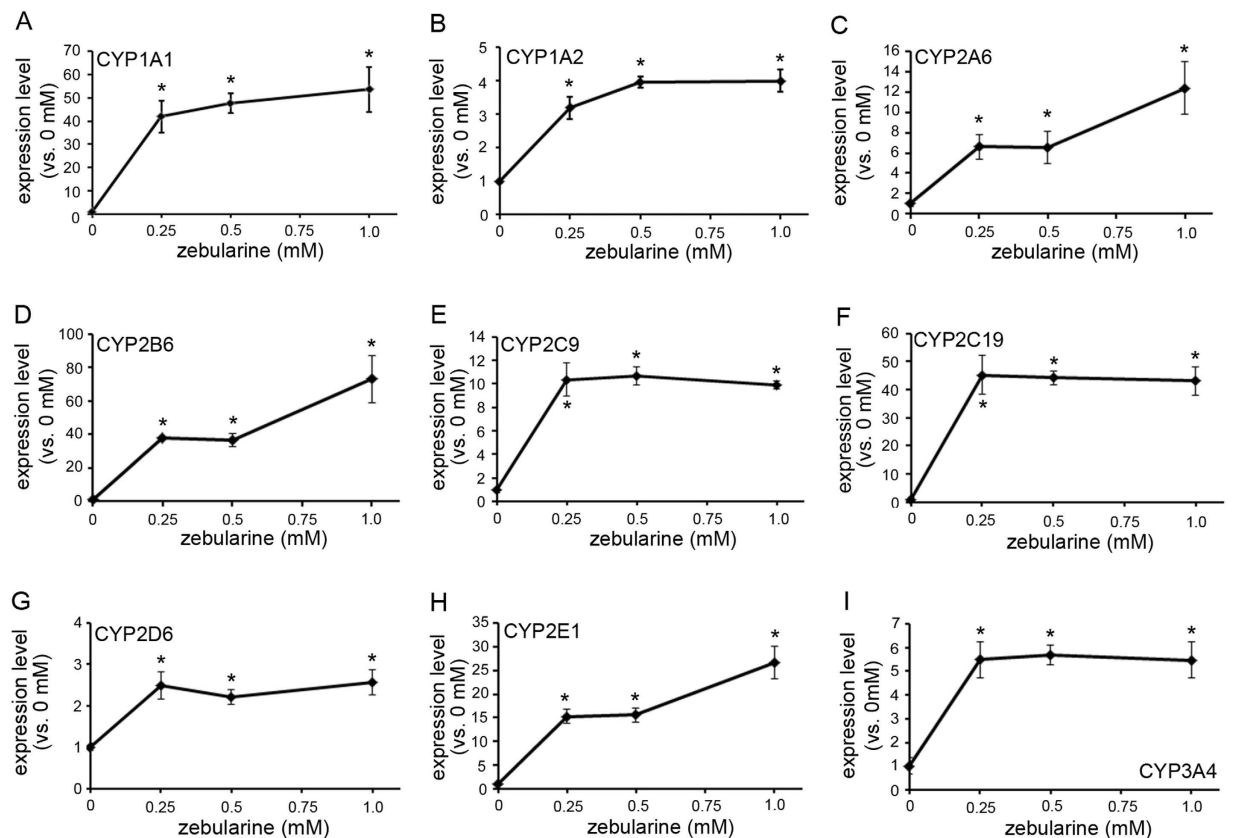 A
CYP1A1
expression level
(vs. 0 mM)
70
60
50
40
30
20
10
0
* * *
0 0.25 0.5 0.75 1.0
zebularine (mM)
B
CYP1A2
expression level
(vs. 0 mM)
5
4
3
2
1
0
* * *
0 0.25 0.5 0.75 1.0
zebularine (mM)
C
CYP2A6
expression level
(vs. 0 mM)
16
14
12
10
8
6
4
2
0
* * *
0 0.25 0.5 0.75 1.0
zebularine (mM)
D
CYP2B6
expression level
(vs. 0 mM)
100
80
60
40
20
0
* * *
0 0.25 0.5 0.75 1.0
zebularine (mM)
E
CYP2C9
expression level
(vs. 0 mM)
14
12
10
8
6
4
2
0
* * *
0 0.25 0.5 0.75 1.0
zebularine (mM)
F
CYP2C19
expression level
(vs. 0 mM)
60
50
40
30
20
10
0
* * *
0 0.25 0.5 0.75 1.0
zebularine (mM)
G
CYP2D6
expression level
(vs. 0 mM)
4
3
2
1
0
* * *
0 0.25 0.5 0.75 1.0
zebularine (mM)
H
CYP2E1
expression level
(vs. 0 mM)
35
30
25
20
15
10
5
0
* * *
0 0.25 0.5 0.75 1.0
zebularine (mM)
I
expression level
(vs. 0mM)
7
6
5
4
3
2
1
0
* * *
CYP3A4
0 0.25 0.5 0.75 1.0
zebularine (mM)